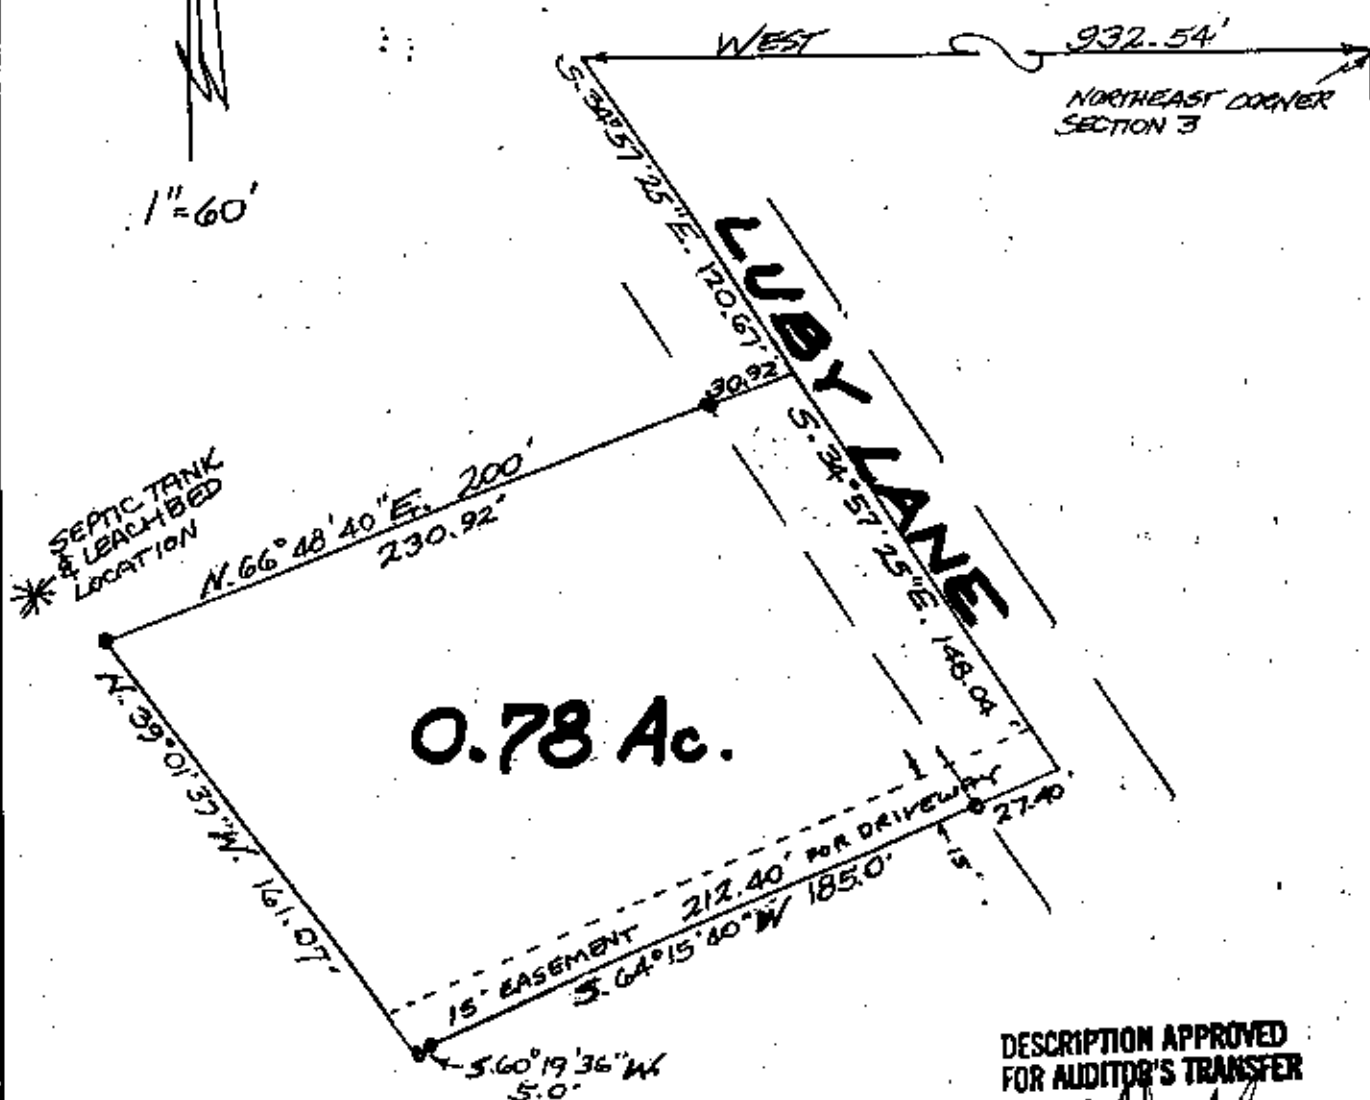 WEST 932.54'
NORTHEAST CORNER
SECTION 3
1"=60'
S. 34°57'25"E. 120.67'
LUBY LANE
30.92'
S. 34°57'25"E. 148.04'
N. 66°48'40"E. 200'
230.92'
SEPTIC TANK
& LEACHBED
LOCATION
N. 39°01'37"W. 161.07'
0.78 Ac.
15' EASEMENT 212.40' FOR DRIVEWAY
27.40'
15'
S. 64°15'40"W 185.0'
S.60°19'36"W.
5.0'
DESCRIPTION APPROVED
FOR AUDITOR'S TRANSFER